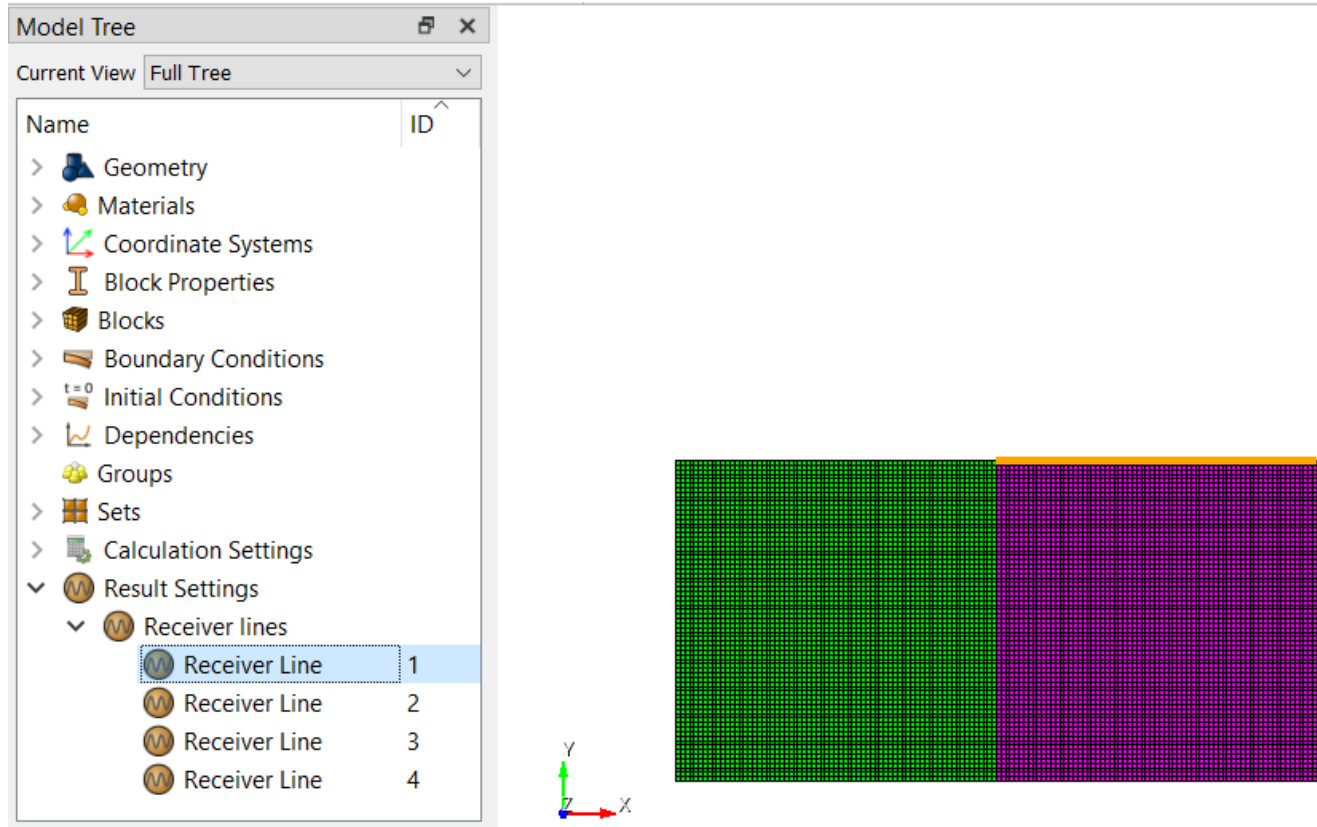 Model Tree
Current View Full Tree
Name ID
Geometry
Materials
Coordinate Systems
Block Properties
Blocks
Boundary Conditions
t = 0 Initial Conditions
Dependencies
Groups
Sets
Calculation Settings
Result Settings
Receiver lines
Receiver Line 1
Receiver Line 2
Receiver Line 3
Receiver Line 4
Y
Z X